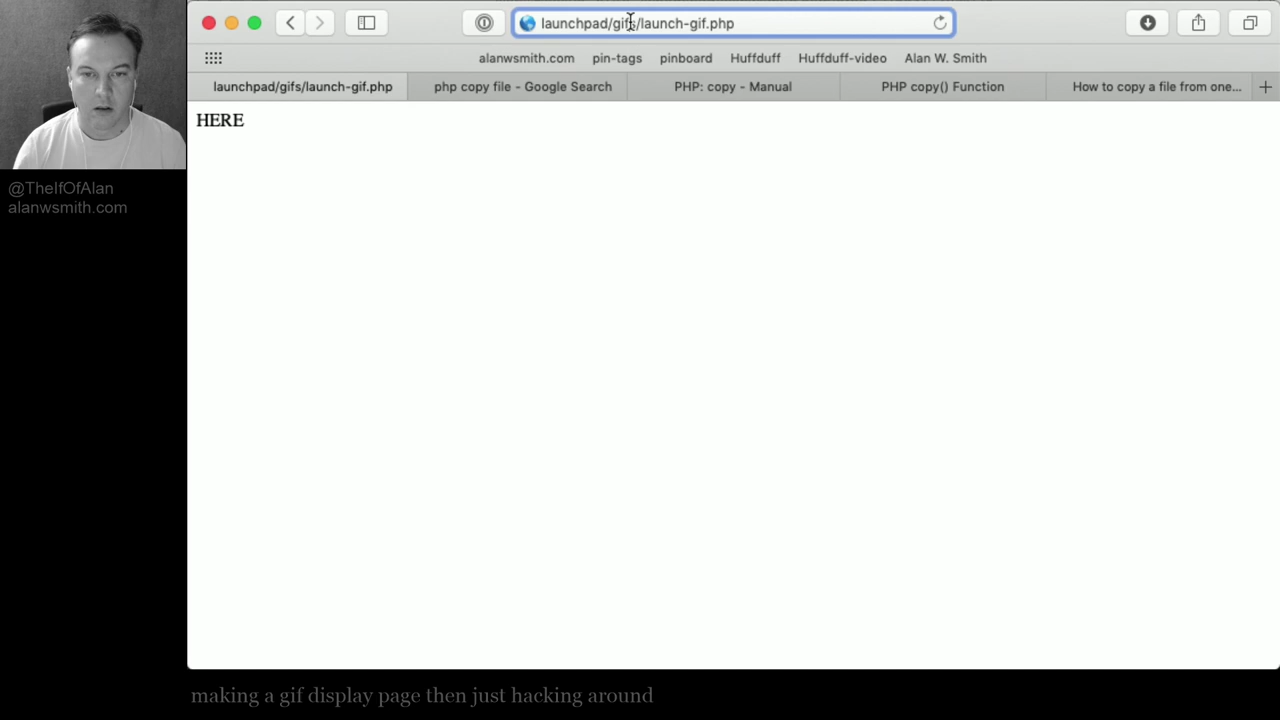 launchpad/gifs/launch-gif.php
alanwsmith.com pin-tags pinboard Huffduff Huffduff-video Alan W. Smith
launchpad/gifs/launch-gif.php php copy file - Google Search PHP: copy - Manual PHP copy() Function How to copy a file from one...
HERE
@TheIfOfAlan
alanwsmith.com
making a gif display page then just hacking around